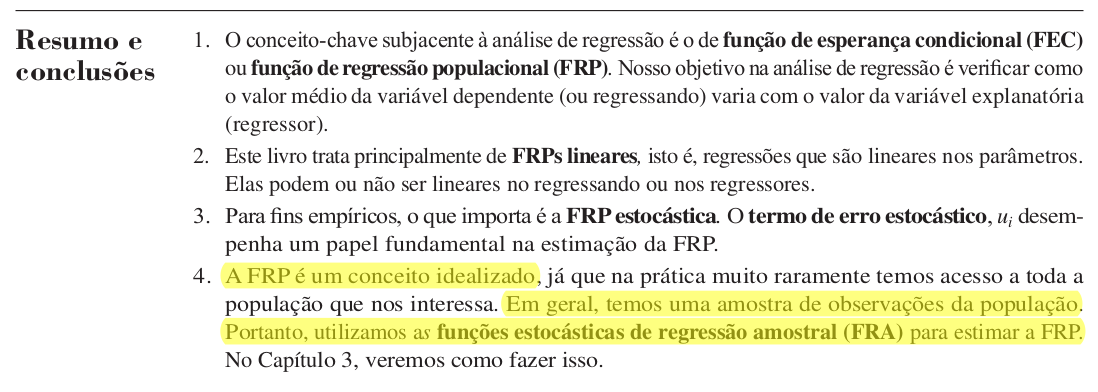 Resumo e
conclusões
1. O conceito-chave subjacente à análise de regressão é o de função de esperança condicional (FEC)
ou função de regressão populacional (FRP). Nosso objetivo na análise de regressão é verificar como
o valor médio da variável dependente (ou regressando) varia com o valor da variável explanatória
(regressor).
2. Este livro trata principalmente de FRPs lineares, isto é, regressões que são lineares nos parâmetros.
Elas podem ou não ser lineares no regressando ou nos regressores.
3. Para fins empíricos, o que importa é a FRP estocástica. O termo de erro estocástico, ui desem-
penha um papel fundamental na estimação da FRP.
4. A FRP é um conceito idealizado, já que na prática muito raramente temos acesso a toda a
população que nos interessa. Em geral, temos uma amostra de observações da população.
Portanto, utilizamos as funções estocásticas de regressão amostral (FRA) para estimar a FRP.
No Capítulo 3, veremos como fazer isso.